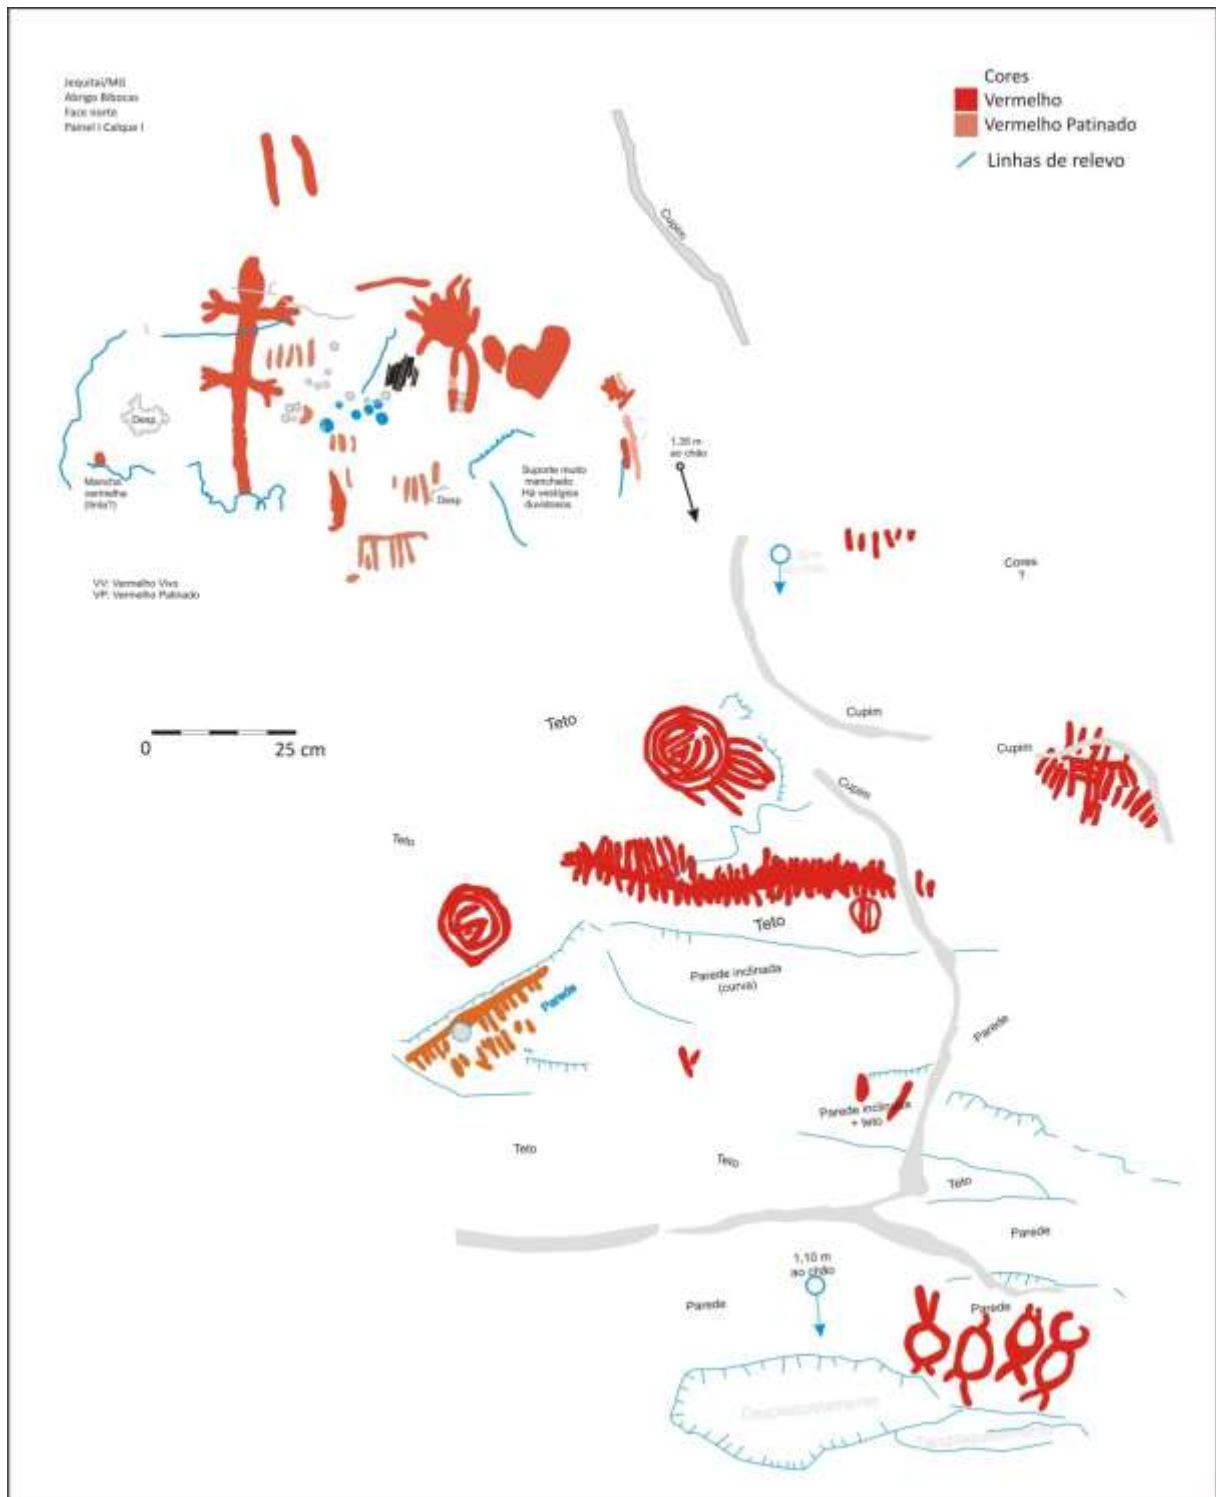 Jequitaí/MG
Abrigo Bibocas
Face norte
Painel I Calque I
Cores
Vermelho
Vermelho Patinado
Linhas de relevo
Cupim
Desp
Mancha
vermelha
(tinta?)
Desp
Suporte muito
manchado
Há vestígios
duvidosos
1,35 m
ao chão
Cores
?
VV: Vermelho Vivo
VP: Vermelho Patinado
0 25 cm
Teto
Cupim
Cupim
Cupim
Teto
Teto
Parede inclinada
(curva)
Parede
Parede
Parede inclinada
+ teto
Teto
Teto
Teto
Parede
1,10 m
ao chão
Parede
Parede